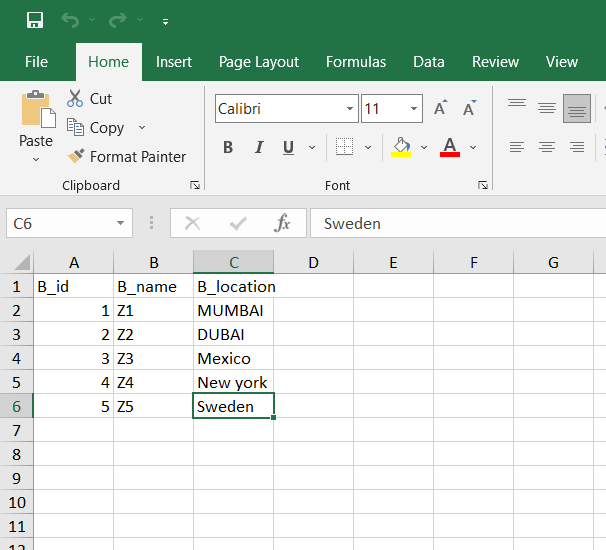 File Home Insert Page Layout Formulas Data Review View
Paste
Cut
Copy
Format Painter
Clipboard
Calibri 11 A A
B I U A
Font
C6 fx Sweden
A B C D E F G
1 B_id B_name B_location
2 1 Z1 MUMBAI
3 2 Z2 DUBAI
4 3 Z3 Mexico
5 4 Z4 New york
6 5 Z5 Sweden
7
8
9
10
11
12